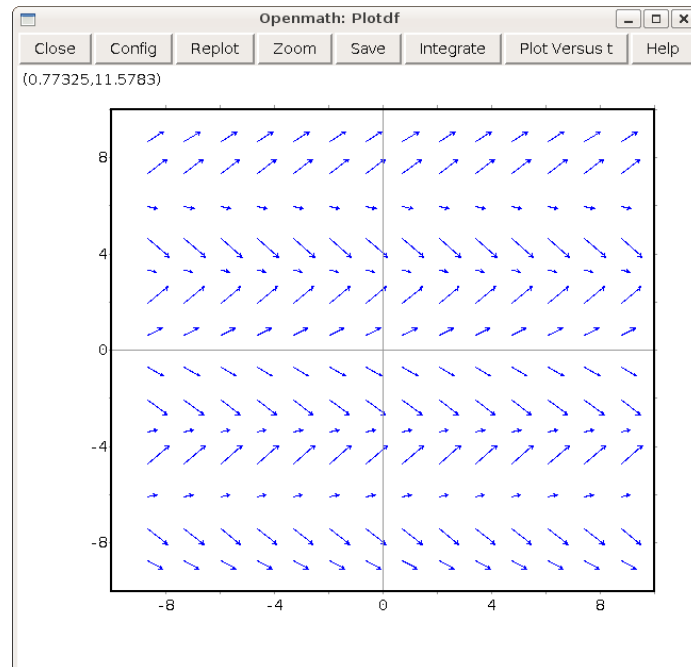 Openmath: Plotdf
Close Config Replot Zoom Save Integrate Plot Versus t Help
(0.77325,11.5783)
8
4
0
-4
-8
-8 -4 0 4 8